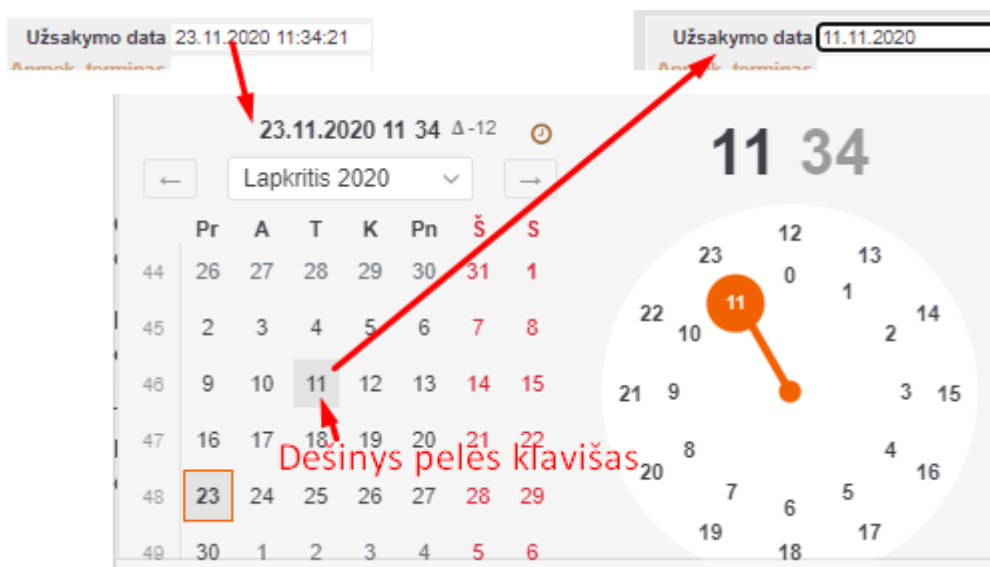 Užsakymo data 23.11.2020 11:34:21
Užsakymo data 11.11.2020
Apmok. terminas
Apmok. terminas
23.11.2020 11 34 Δ -12
11 34
← Lapkritis 2020 →
Pr A T K Pn Š S
44 26 27 28 29 30 31 1
45 2 3 4 5 6 7 8
46 9 10 11 12 13 14 15
47 16 17 18 19 20 21 22
Dešinys pelės klavišas
48 23 24 25 26 27 28 29
49 30 1 2 3 4 5 6
12
23 13
0
11 1
22 14
10 2
21 9 3 15
8 4
20 16
7 5
6
19 17
18